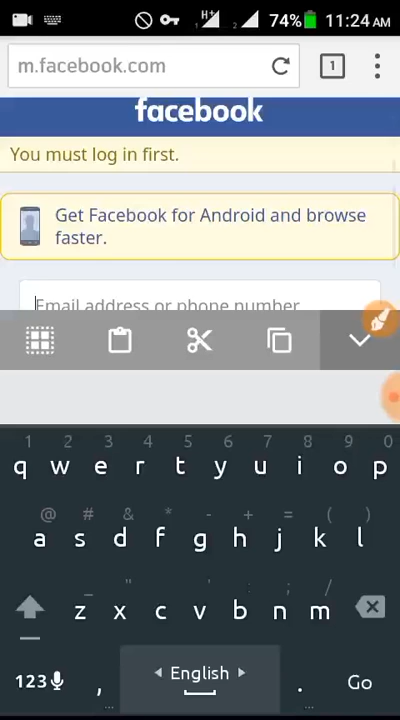 H+ 1 2 74% 11:24 AM
m.facebook.com 1
facebook
You must log in first.
Get Facebook for Android and browse
faster.
Email address or phone number
1 2 3 4 5 6 7 8 9 0
q w e r t y u i o p
@ # & * - + = ( )
a s d f g h j k l
_ " ' : ; /
z x c v b n m
123 , English . Go